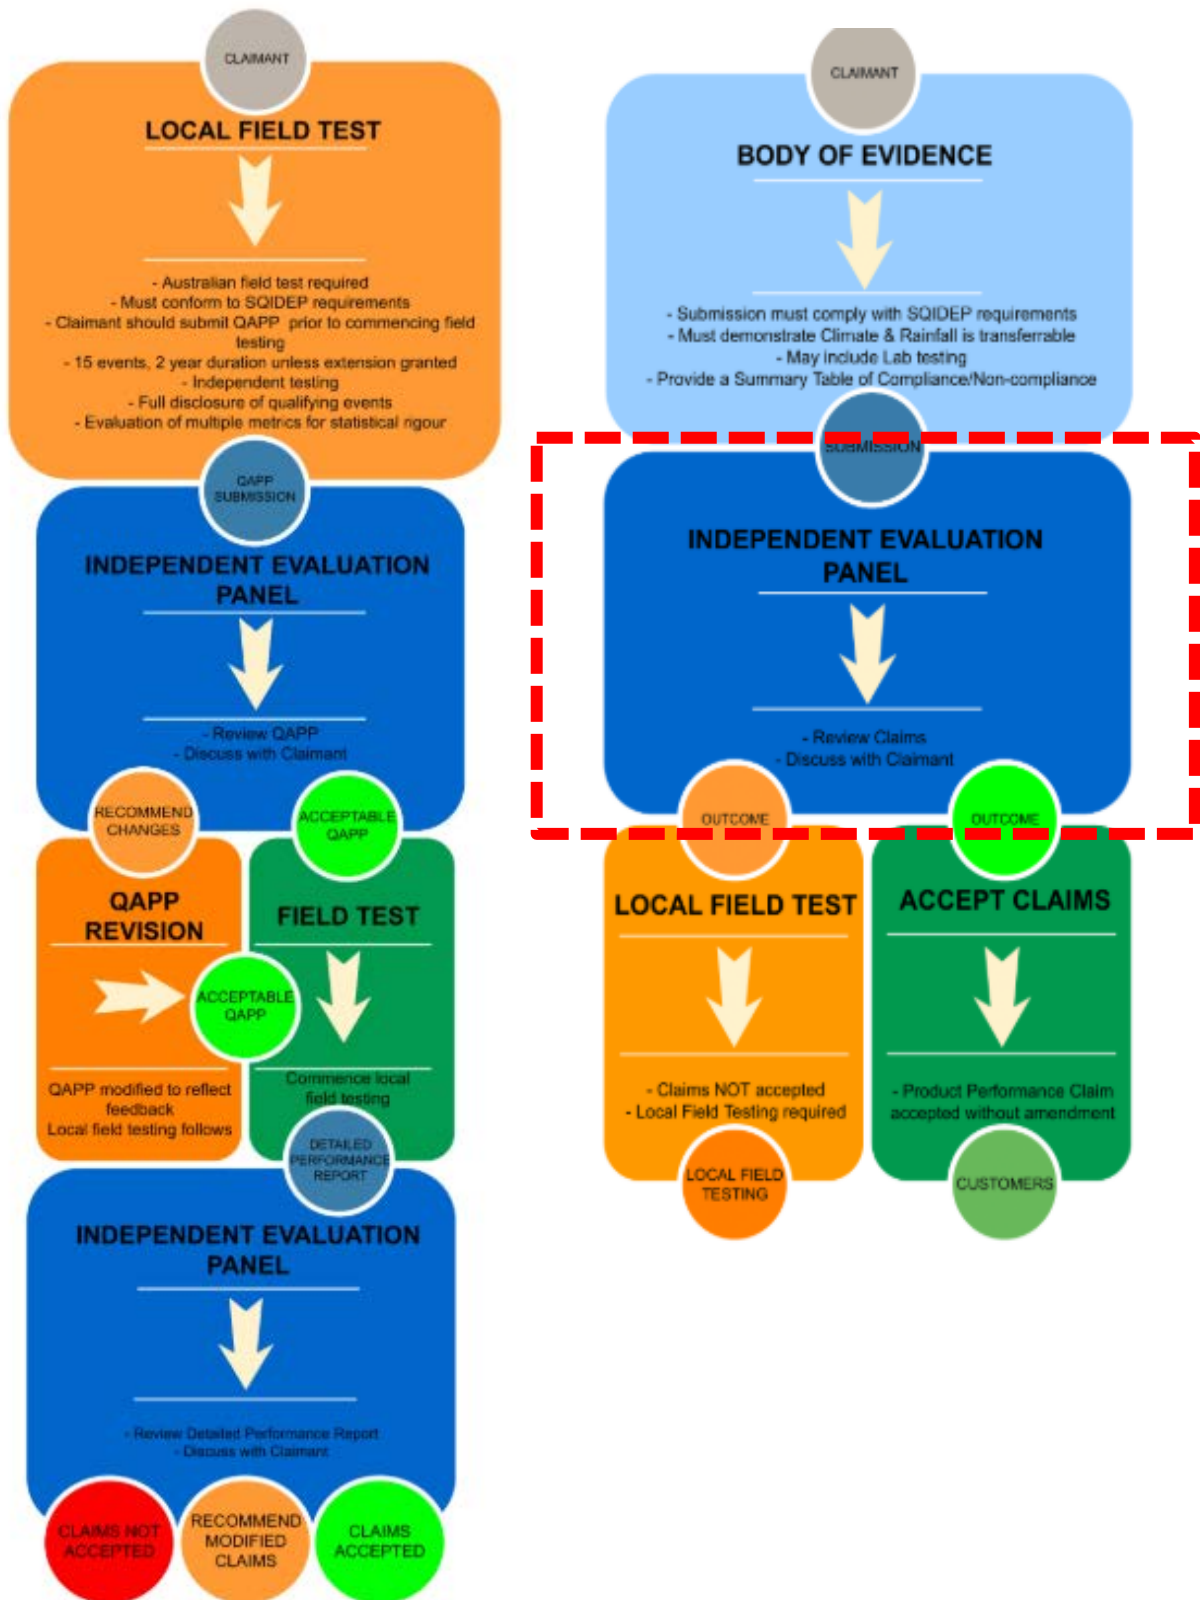 CLAIMANT
LOCAL FIELD TEST
- Australian field test required
- Must conform to SQIDEP requirements
- Claimant should submit QAPP prior to commencing field
testing
- 15 events, 2 year duration unless extension granted
- Independent testing
- Full disclosure of qualifying events
- Evaluation of multiple metrics for statistical rigour
QAPP
SUBMISSION
INDEPENDENT EVALUATION
PANEL
- Review QAPP
- Discuss with Claimant
RECOMMEND
CHANGES
ACCEPTABLE
QAPP
QAPP
REVISION
ACCEPTABLE
QAPP
QAPP modified to reflect
feedback
Local field testing follows
FIELD TEST
Commence local
field testing
DETAILED
PERFORMANCE
REPORT
INDEPENDENT EVALUATION
PANEL
- Review Detailed Performance Report
- Discuss with Claimant
CLAIMS NOT
ACCEPTED
RECOMMEND
MODIFIED
CLAIMS
CLAIMS
ACCEPTED
CLAIMANT
BODY OF EVIDENCE
- Submission must comply with SQIDEP requirements
- Must demonstrate Climate & Rainfall is transferrable
- May include Lab testing
- Provide a Summary Table of Compliance/Non-compliance
SUBMISSION
INDEPENDENT EVALUATION
PANEL
- Review Claims
- Discuss with Claimant
OUTCOME
OUTCOME
LOCAL FIELD TEST
- Claims NOT accepted
- Local Field Testing required
LOCAL FIELD
TESTING
ACCEPT CLAIMS
- Product Performance Claim
accepted without amendment
CUSTOMERS